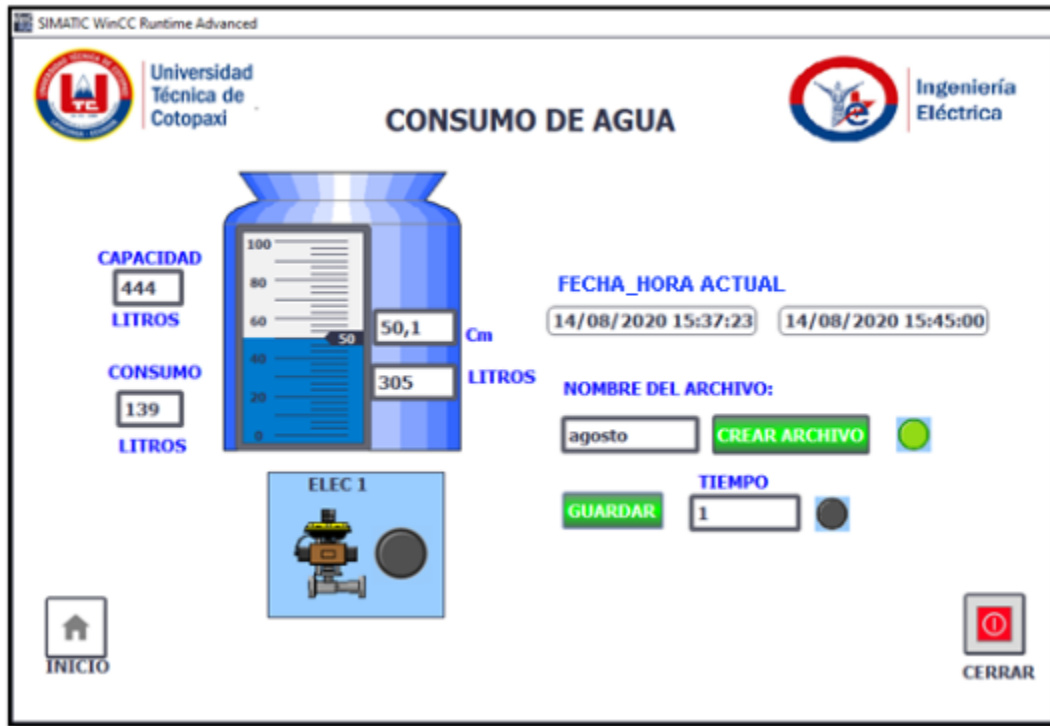 SIMATIC WinCC Runtime Advanced
Universidad
Técnica de
Cotopaxi
Ingeniería
Eléctrica
CONSUMO DE AGUA
CAPACIDAD
444
LITROS
CONSUMO
139
LITROS
100
80
60
50
40
20
0
50,1
Cm
305
LITROS
FECHA_HORA ACTUAL
14/08/2020 15:37:23
14/08/2020 15:45:00
NOMBRE DEL ARCHIVO:
agosto
CREAR ARCHIVO
TIEMPO
GUARDAR
1
ELEC 1
INICIO
CERRAR